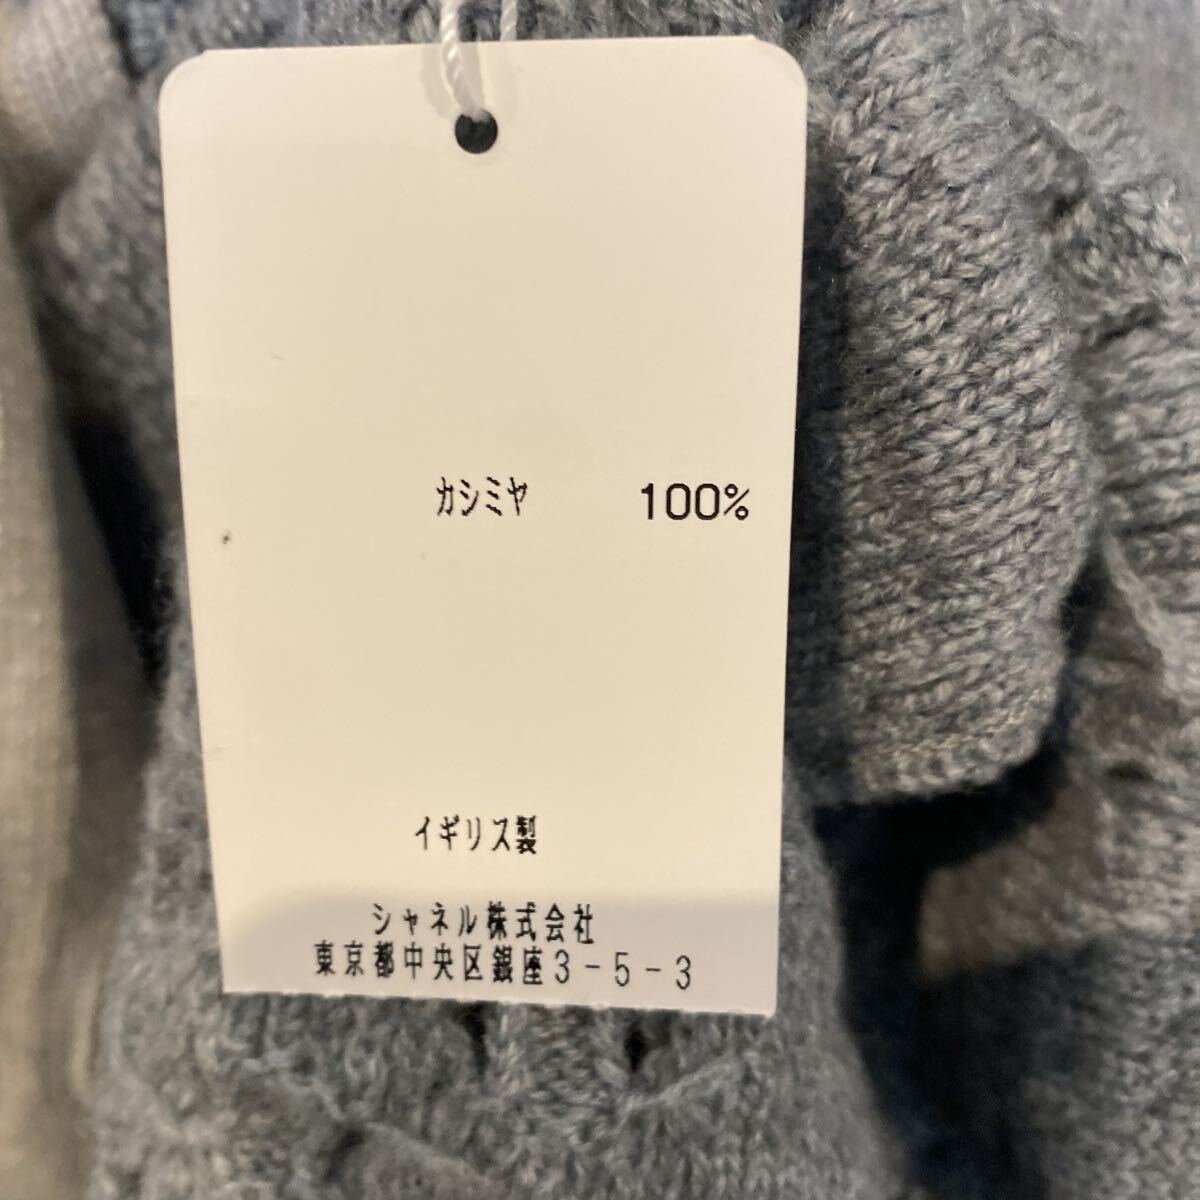 カシミヤ 100%
イギリス製
シャネル株式会社
東京都中央区銀座3-5-3